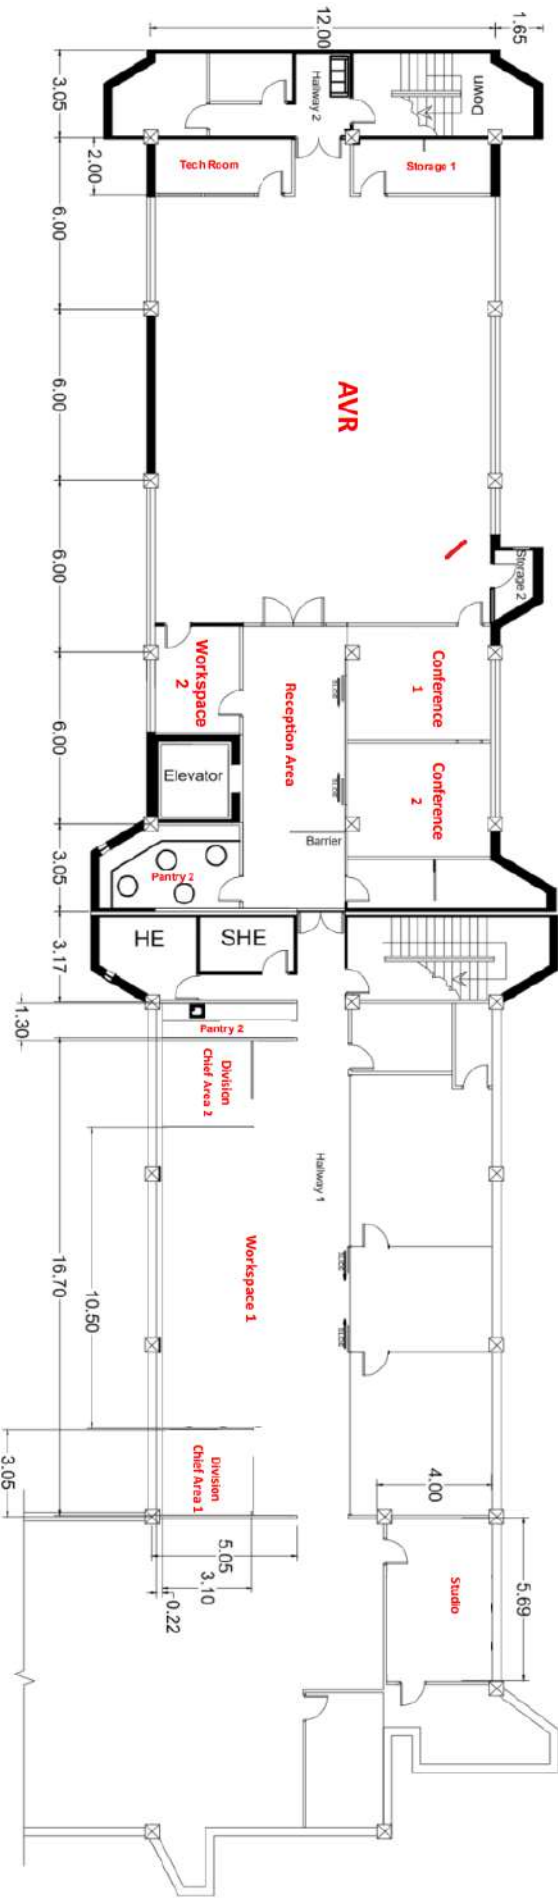 12.00
1.65
3.05
Hallway 2
Down
2.00
Tech Room
Storage 1
6.00
6.00
AVR
6.00
Storage 2
Workspace
2
Reception Area
SLIDE
Conference
1
6.00
Elevator
SLIDE
Conference
2
Barrier
3.05
Pantry 2
3.17
HE
SHE
1.30
Pantry 2
Division
Chief Area 2
Hallway 1
16.70
10.50
Workspace 1
SLIDE
SLIDE
3.05
Division
Chief Area 1
4.00
5.05
3.10
0.22
Studio
5.69